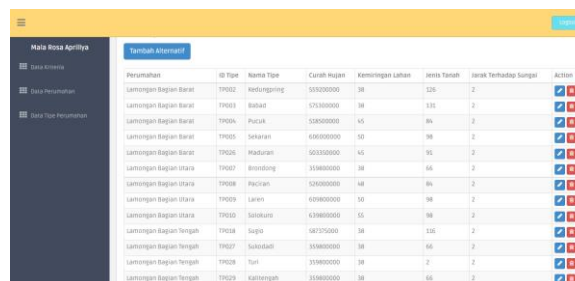 Logout
Mala Rosa Aprillya
Data Kriteria
Data Perumahan
Data Tipe Perumahan
Tambah Alternatif
Perumahan ID Tipe Nama Tipe Curah Hujan Kemiringan Lahan Jenis Tanah Jarak Terhadap Sungai Action
Lamongan Bagian Barat TP002 Kedungpring 559200000 38 126 2
Lamongan Bagian Barat TP003 Babad 575300000 38 131 2
Lamongan Bagian Barat TP004 Pucuk 518500000 45 84 2
Lamongan Bagian Barat TP005 Sekaran 606000000 50 98 2
Lamongan Bagian Barat TP026 Maduran 503350000 45 91 2
Lamongan Bagian Utara TP007 Brondong 359800000 38 66 2
Lamongan Bagian Utara TP008 Paciran 526000000 48 84 2
Lamongan Bagian Utara TP009 Laren 609800000 50 98 2
Lamongan Bagian Utara TP010 Solokuro 639800000 55 98 2
Lamongan Bagian Tengah TP018 Sugio 587375000 38 116 2
Lamongan Bagian Tengah TP027 Sukodadi 359800000 38 66 2
Lamongan Bagian Tengah TP028 Turi 359800000 38 2 2
Lamongan Bagian Tengah TP029 Kalitengah 359800000 38 66 2